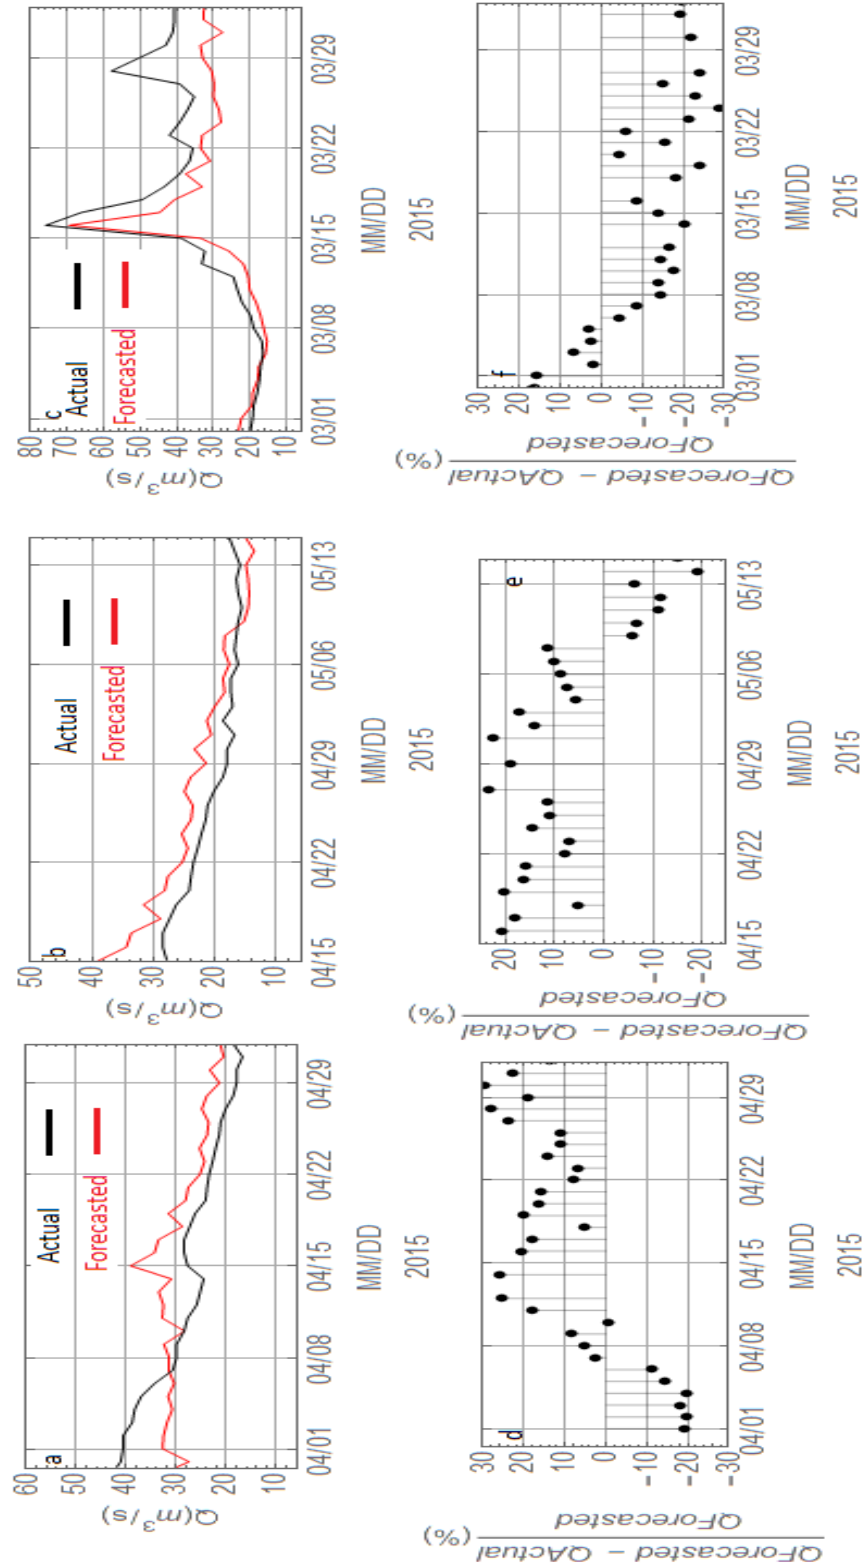 a
60
50
40
30
20
10
Q(m³/s)
Actual
Forecasted
04/01
04/08
04/15
04/22
04/29
MM/DD
2015
b
50
40
30
20
10
Q(m³/s)
Actual
Forecasted
04/15
04/22
04/29
05/06
05/13
MM/DD
2015
c
80
70
60
50
40
30
20
10
Q(m³/s)
Actual
Forecasted
03/01
03/08
03/15
03/22
03/29
MM/DD
2015
d
30
20
10
0
-10
-20
-30
QForecasted - QActual
QForecasted
(%)
04/01
04/08
04/15
04/22
04/29
MM/DD
2015
e
20
10
0
-10
-20
QForecasted - QActual
QForecasted
(%)
04/15
04/22
04/29
05/06
05/13
MM/DD
2015
f
30
20
10
0
-10
-20
-30
QForecasted - QActual
QForecasted
(%)
03/01
03/08
03/15
03/22
03/29
MM/DD
2015